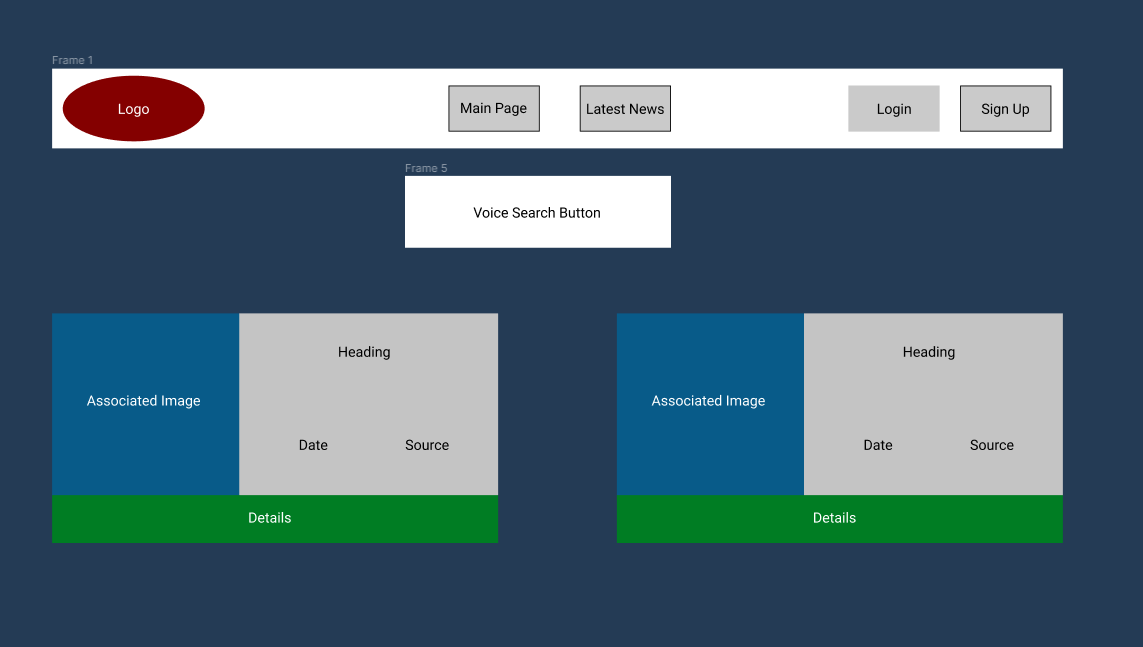 Frame 1
Logo
Main Page
Latest News
Login
Sign Up
Frame 5
Voice Search Button
Associated Image
Heading
Date
Source
Details
Associated Image
Heading
Date
Source
Details